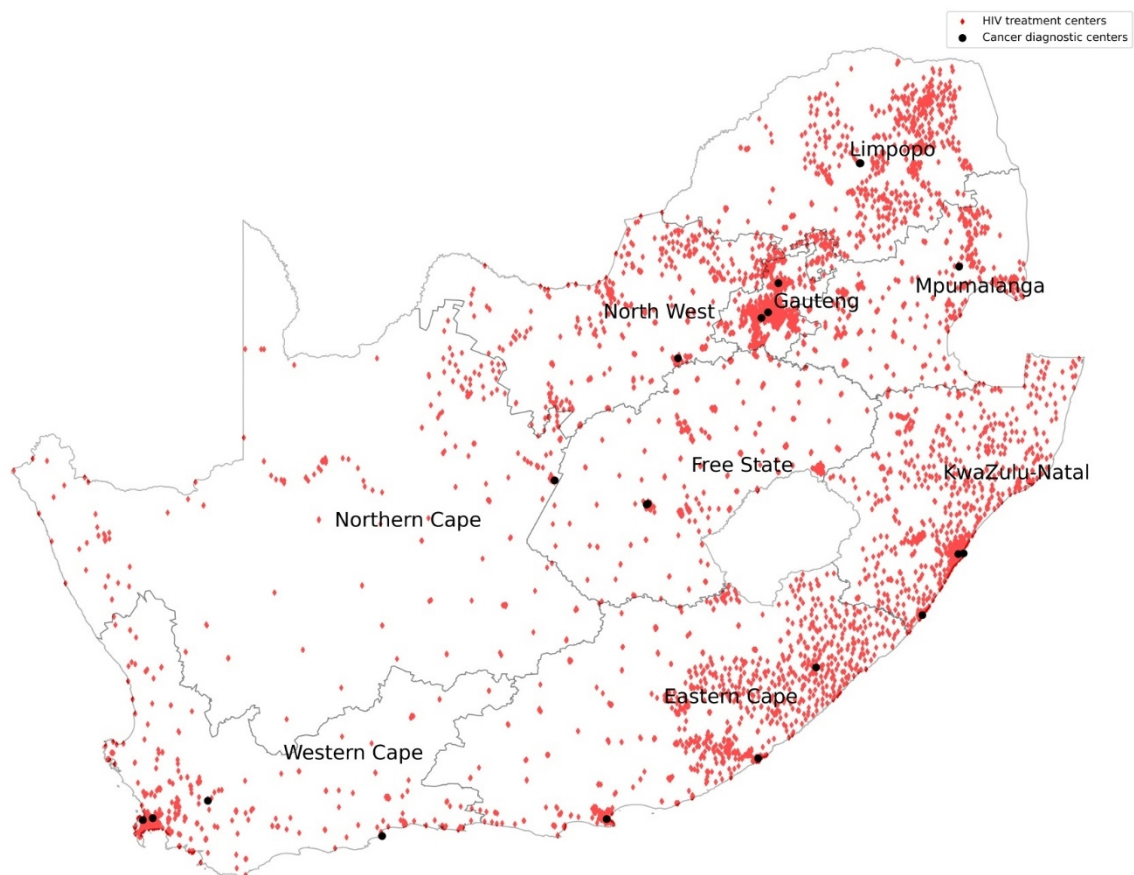 HIV treatment centers
Cancer diagnostic centers
Limpopo
Mpumalanga
Gauteng
North West
Free State
KwaZulu-Natal
Northern Cape
Eastern Cape
Western Cape